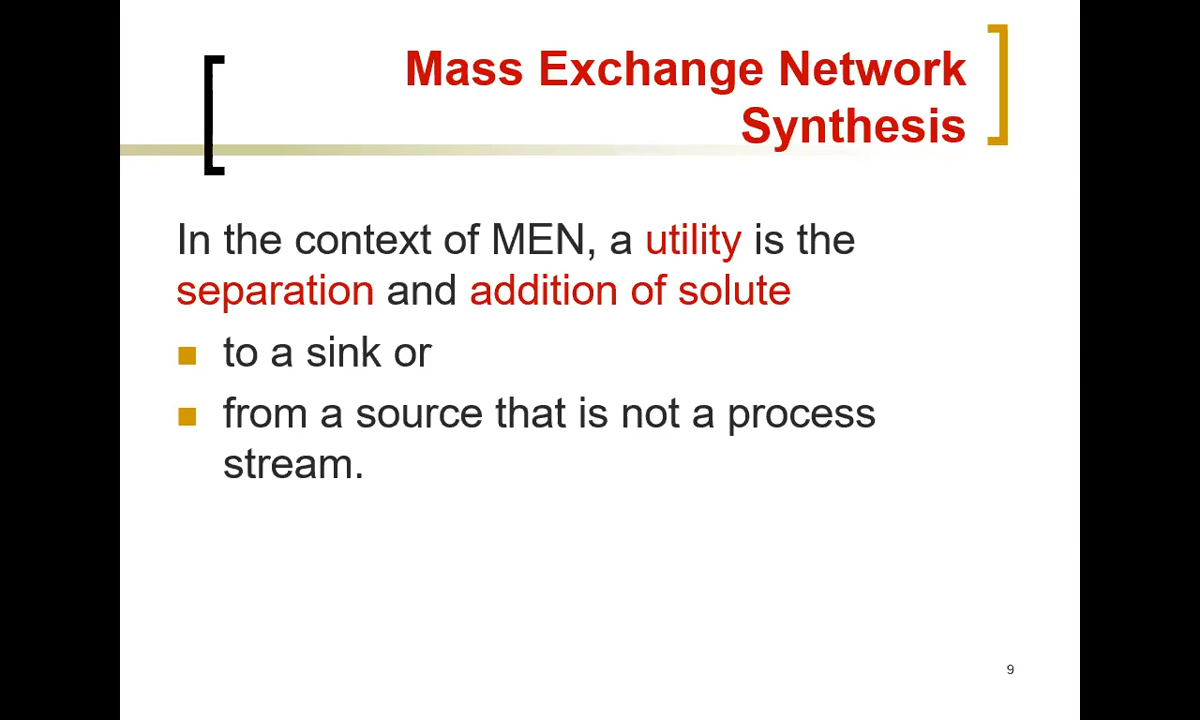 Mass Exchange Network
Synthesis
In the context of MEN, a utility is the
separation and addition of solute
to a sink or
from a source that is not a process
stream.
9